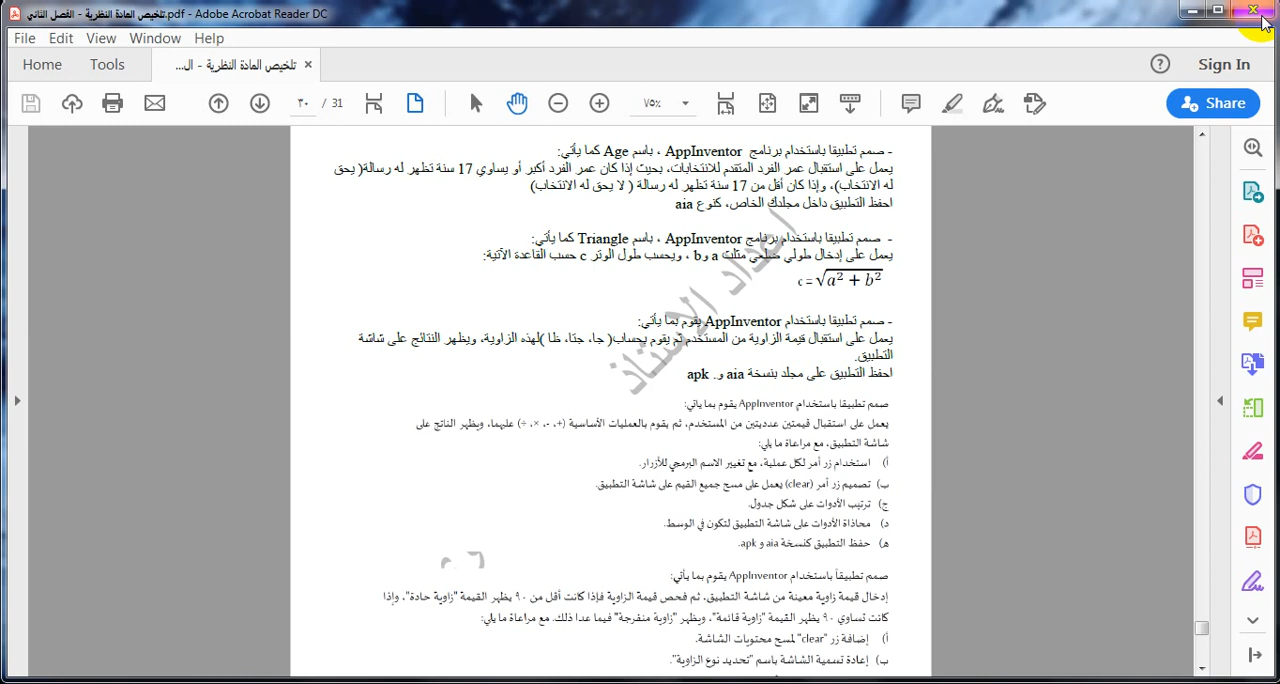 تلخيص المادة النظرية - الفصل الثاني.pdf - Adobe Acrobat Reader DC
File Edit View Window Help
Home Tools تلخيص المادة النظرية - ال... × Sign In
٣٠ / 31 ٧٥٪ Share
- صمم تطبيقا باستخدام برنامج AppInventor ، باسم Age كما يأتي:
يعمل على استقبال عمر الفرد المتقدم للانتخابات، بحيث إذا كان عمر الفرد أكبر أو يساوي 17 سنة تظهر له رسالة( يحق
له الانتخاب)، وإذا كان أقل من 17 سنة تظهر له رسالة ( لا يحق له الانتخاب)
احفظ التطبيق داخل مجلدك الخاص، كنوع aia
- صمم تطبيقا باستخدام برنامج AppInventor ، باسم Triangle كما يأتي:
يعمل على إدخال طولي ضلعي مثلث a وb ، ويحسب طول الوتر c حسب القاعدة الآتية:
c = √a² + b²
- صمم تطبيقا باستخدام AppInventor يقوم بما يأتي:
يعمل على استقبال قيمة الزاوية من المستخدم ثم يقوم بحساب( جا، جتا، ظا )لهذه الزاوية، ويظهر النتائج على شاشة
التطبيق.
احفظ التطبيق على مجلد بنسخة aia و. apk
صمم تطبيقا باستخدام AppInventor يقوم بما يأتي:
يعمل على استقبال قيمتين عدديتين من المستخدم، ثم يقوم بالعمليات الأساسية (+، -، ×، ÷) عليهما، ويظهر الناتج على
شاشة التطبيق، مع مراعاة ما يلي:
أ) استخدام زر أمر لكل عملية، مع تغيير الاسم البرمجي للأزرار.
ب) تصميم زر أمر (clear) يعمل على مسح جميع القيم على شاشة التطبيق.
ج) ترتيب الأدوات على شكل جدول.
د) محاذاة الأدوات على شاشة التطبيق لتكون في الوسط.
هـ) حفظ التطبيق كنسخة aia و apk.
صمم تطبيقاً باستخدام AppInventor يقوم بما يأتي:
إدخال قيمة زاوية معينة من شاشة التطبيق، ثم فحص قيمة الزاوية فإذا كانت أقل من ٩٠ يظهر القيمة "زاوية حادة"، وإذا
كانت تساوي ٩٠ يظهر القيمة "زاوية قائمة"، ويظهر "زاوية منفرجة" فيما عدا ذلك. مع مراعاة ما يلي:
أ) إضافة زر "clear" لمسح محتويات الشاشة.
ب) إعادة تسمية الشاشة باسم "تحديد نوع الزاوية".
إعداد الاستاذ